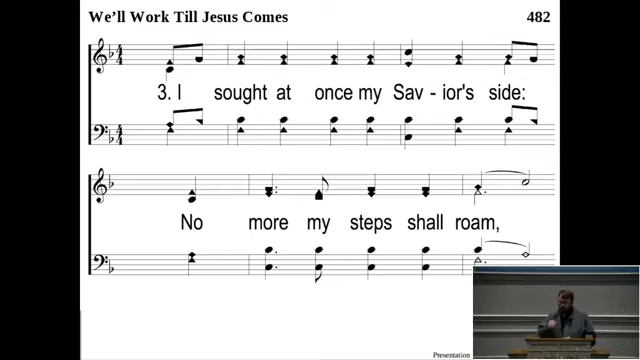 We'll Work Till Jesus Comes 482
3. I sought at once my Sav - ior's side:
No more my steps shall roam,
Presentation